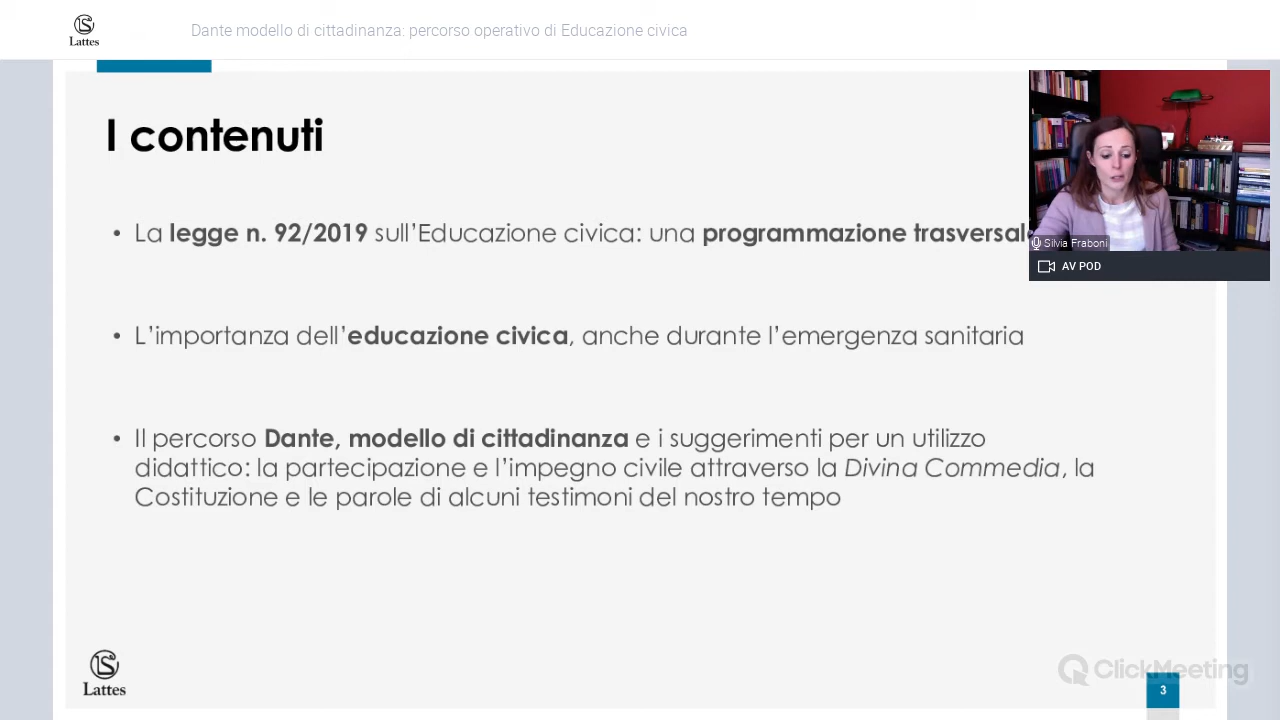 Lattes
Dante modello di cittadinanza: percorso operativo di Educazione civica
I contenuti
• La legge n. 92/2019 sull’Educazione civica: una programmazione trasversale
Silvia Fraboni
AV POD
• L’importanza dell’educazione civica, anche durante l’emergenza sanitaria
• Il percorso Dante, modello di cittadinanza e i suggerimenti per un utilizzo
didattico: la partecipazione e l’impegno civile attraverso la Divina Commedia, la
Costituzione e le parole di alcuni testimoni del nostro tempo
Lattes
ClickMeeting
3